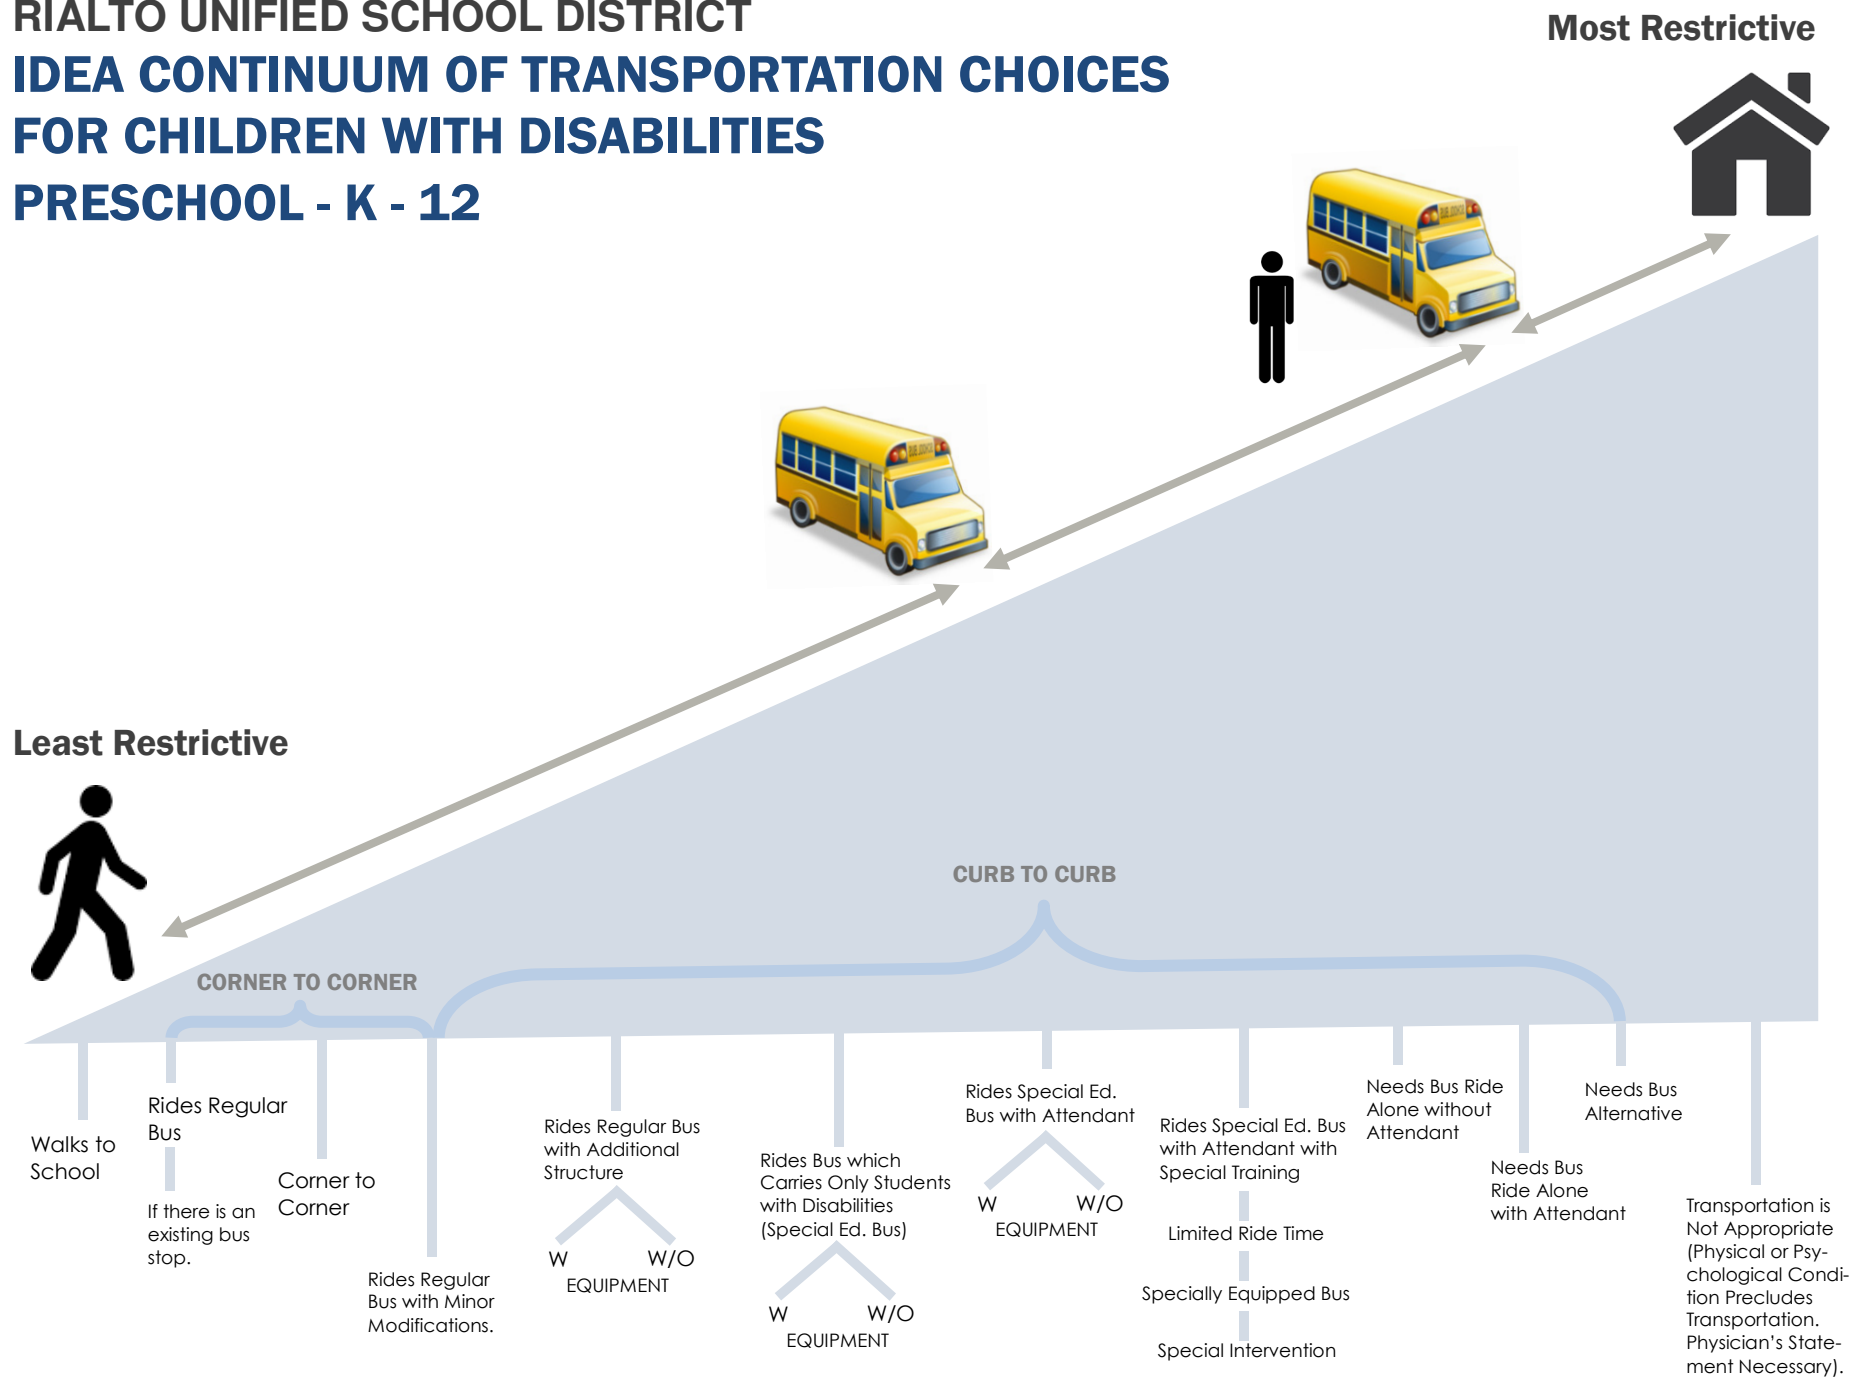 RIALTO UNIFIED SCHOOL DISTRICT
IDEA CONTINUUM OF TRANSPORTATION CHOICES
FOR CHILDREN WITH DISABILITIES
PRESCHOOL - K - 12
Most Restrictive
Least Restrictive
CURB TO CURB
CORNER TO CORNER
Walks to
School
Rides Regular
Bus
If there is an
existing bus
stop.
Corner to
Corner
Rides Regular
Bus with Minor
Modifications.
Rides Regular Bus
with Additional
Structure
W W/O
EQUIPMENT
Rides Bus which
Carries Only Students
with Disabilities
(Special Ed. Bus)
W W/O
EQUIPMENT
Rides Special Ed.
Bus with Attendant
W W/O
EQUIPMENT
Rides Special Ed. Bus
with Attendant with
Special Training
Limited Ride Time
Specially Equipped Bus
Special Intervention
Needs Bus Ride
Alone without
Attendant
Needs Bus
Ride Alone
with Attendant
Needs Bus
Alternative
Transportation is
Not Appropriate
(Physical or Psy-
chological Condi-
tion Precludes
Transportation.
Physician's State-
ment Necessary).